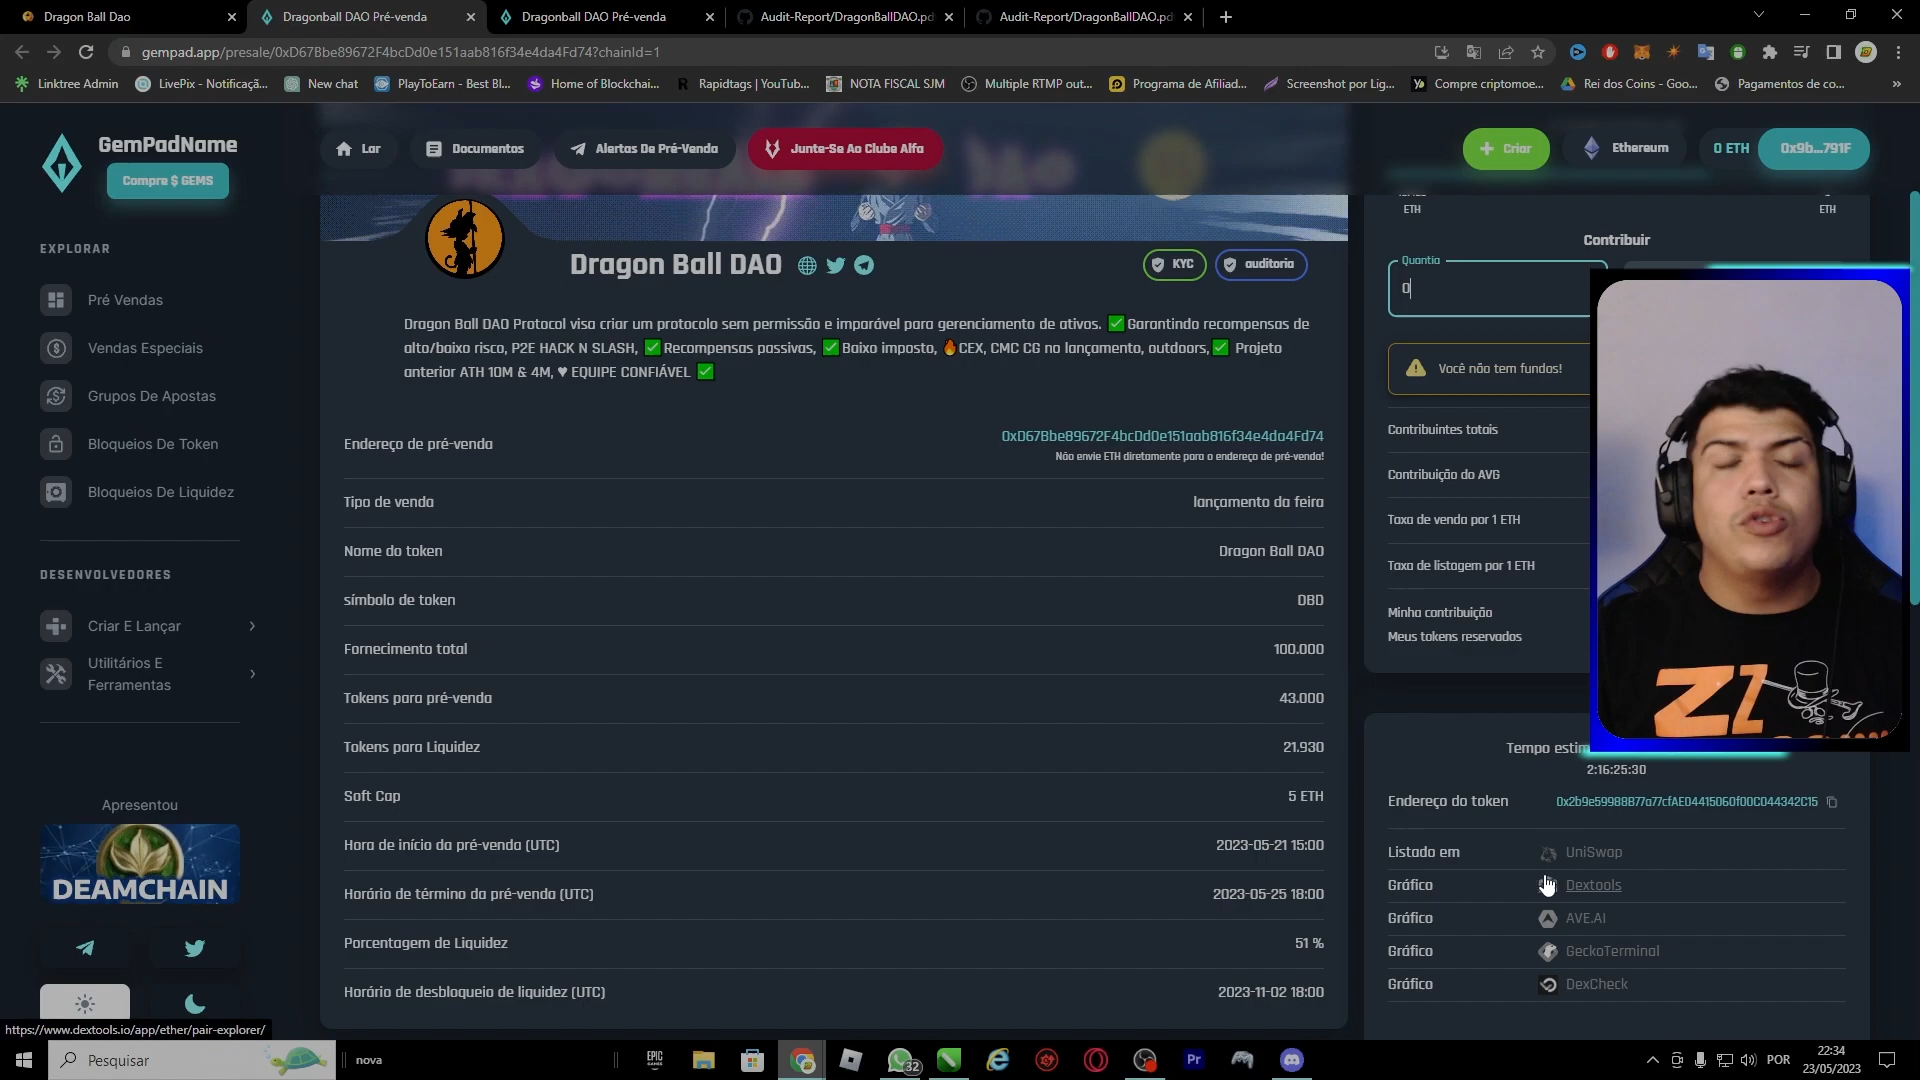 Dragon Ball Dao
Dragonball DAO Pré-venda
Dragonball DAO Pré-venda
Audit-Report/DragonBallDAO.pd
Audit-Report/DragonBallDAO.pd
gempad.app/presale/0xD67Bbe89672F4bcDd0e151aab816f34e4da4Fd74?chainId=1
Linktree Admin
LivePix - Notificaçã...
New chat
PlayToEarn - Best Bl...
Home of Blockchai...
Rapidtags | YouTub...
NOTA FISCAL SJM
Multiple RTMP out...
Programa de Afiliad...
Screenshot por Lig...
Compre criptomoe...
Rei dos Coins - Goo...
Pagamentos de co...
GemPadName
Compre $ GEMS
Lar
Documentos
Alertas De Pré-Venda
Junte-Se Ao Clube Alfa
Criar
Ethereum
0 ETH
0x9b...791F
EXPLORAR
Pré Vendas
Vendas Especiais
Grupos De Apostas
Bloqueios De Token
Bloqueios De Liquidez
DESENVOLVEDORES
Criar E Lançar
Utilitários E
Ferramentas
Apresentou
DEAMCHAIN
Dragon Ball DAO
KYC
auditoria
Dragon Ball DAO Protocol visa criar um protocolo sem permissão e imparável para gerenciamento de ativos. ✅Garantindo recompensas de
alto/baixo risco, P2E HACK N SLASH, ✅Recompensas passivas, ✅Baixo imposto, 🔥CEX, CMC CG no lançamento, outdoors,✅ Projeto
anterior ATH 10M & 4M, ♥ EQUIPE CONFIÁVEL ✅
Endereço de pré-venda
0xD67Bbe89672F4bcDd0e151aab816f34e4da4Fd74
Não envie ETH diretamente para o endereço de pré-venda!
Tipo de venda
lançamento da feira
Nome do token
Dragon Ball DAO
símbolo de token
DBD
Fornecimento total
100.000
Tokens para pré-venda
43.000
Tokens para Liquidez
21.930
Soft Cap
5 ETH
Hora de início da pré-venda (UTC)
2023-05-21 15:00
Horário de término da pré-venda (UTC)
2023-05-25 18:00
Porcentagem de Liquidez
51 %
Horário de desbloqueio de liquidez (UTC)
2023-11-02 18:00
ETH
ETH
Contribuir
Quantia
0
Você não tem fundos!
Contribuintes totais
Contribuição do AVG
Taxa de venda por 1 ETH
Taxa de listagem por 1 ETH
Minha contribuição
Meus tokens reservados
ZZ
Tempo estim
2:16:25:30
Endereço do token
0x2b9e59988B77a77cfAE04415060f00C044342C15
Listado em
UniSwap
Gráfico
Dextools
Gráfico
AVE.AI
Gráfico
GeckoTerminal
Gráfico
DexCheck
https://www.dextools.io/app/ether/pair-explorer/
Pesquisar
nova
EPIC
GAMES
32
Pr
POR
22:34
23/05/2023